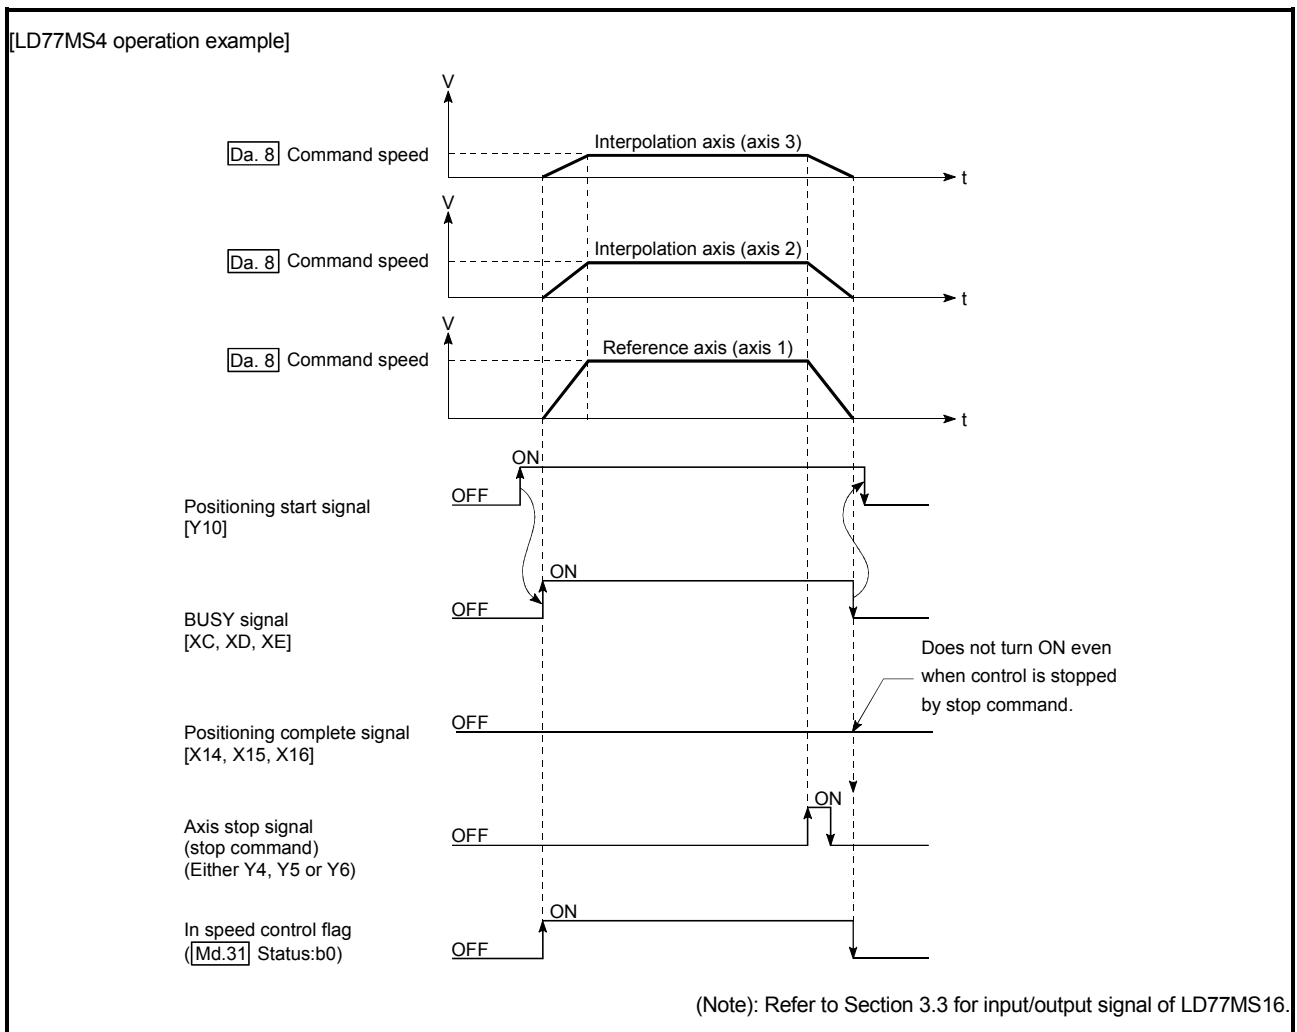 [LD77MS4 operation example]
V
Interpolation axis (axis 3)
Da. 8 Command speed
t
V
Interpolation axis (axis 2)
Da. 8 Command speed
t
V
Reference axis (axis 1)
Da. 8 Command speed
t
ON
OFF
Positioning start signal
[Y10]
ON
OFF
BUSY signal
[XC, XD, XE]
Does not turn ON even
when control is stopped
by stop command.
OFF
Positioning complete signal
[X14, X15, X16]
ON
Axis stop signal
OFF
(stop command)
(Either Y4, Y5 or Y6)
ON
In speed control flag
OFF
(Md.31 Status:b0)
(Note): Refer to Section 3.3 for input/output signal of LD77MS16.